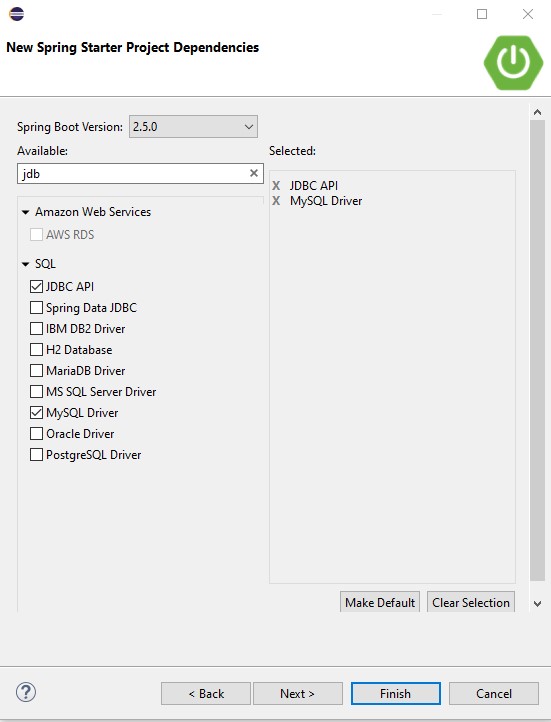 New Spring Starter Project Dependencies
Spring Boot Version: 2.5.0
Available:
jdb
Amazon Web Services
AWS RDS
SQL
JDBC API
Spring Data JDBC
IBM DB2 Driver
H2 Database
MariaDB Driver
MS SQL Server Driver
MySQL Driver
Oracle Driver
PostgreSQL Driver
Selected:
X JDBC API
X MySQL Driver
Make Default Clear Selection
? < Back Next > Finish Cancel